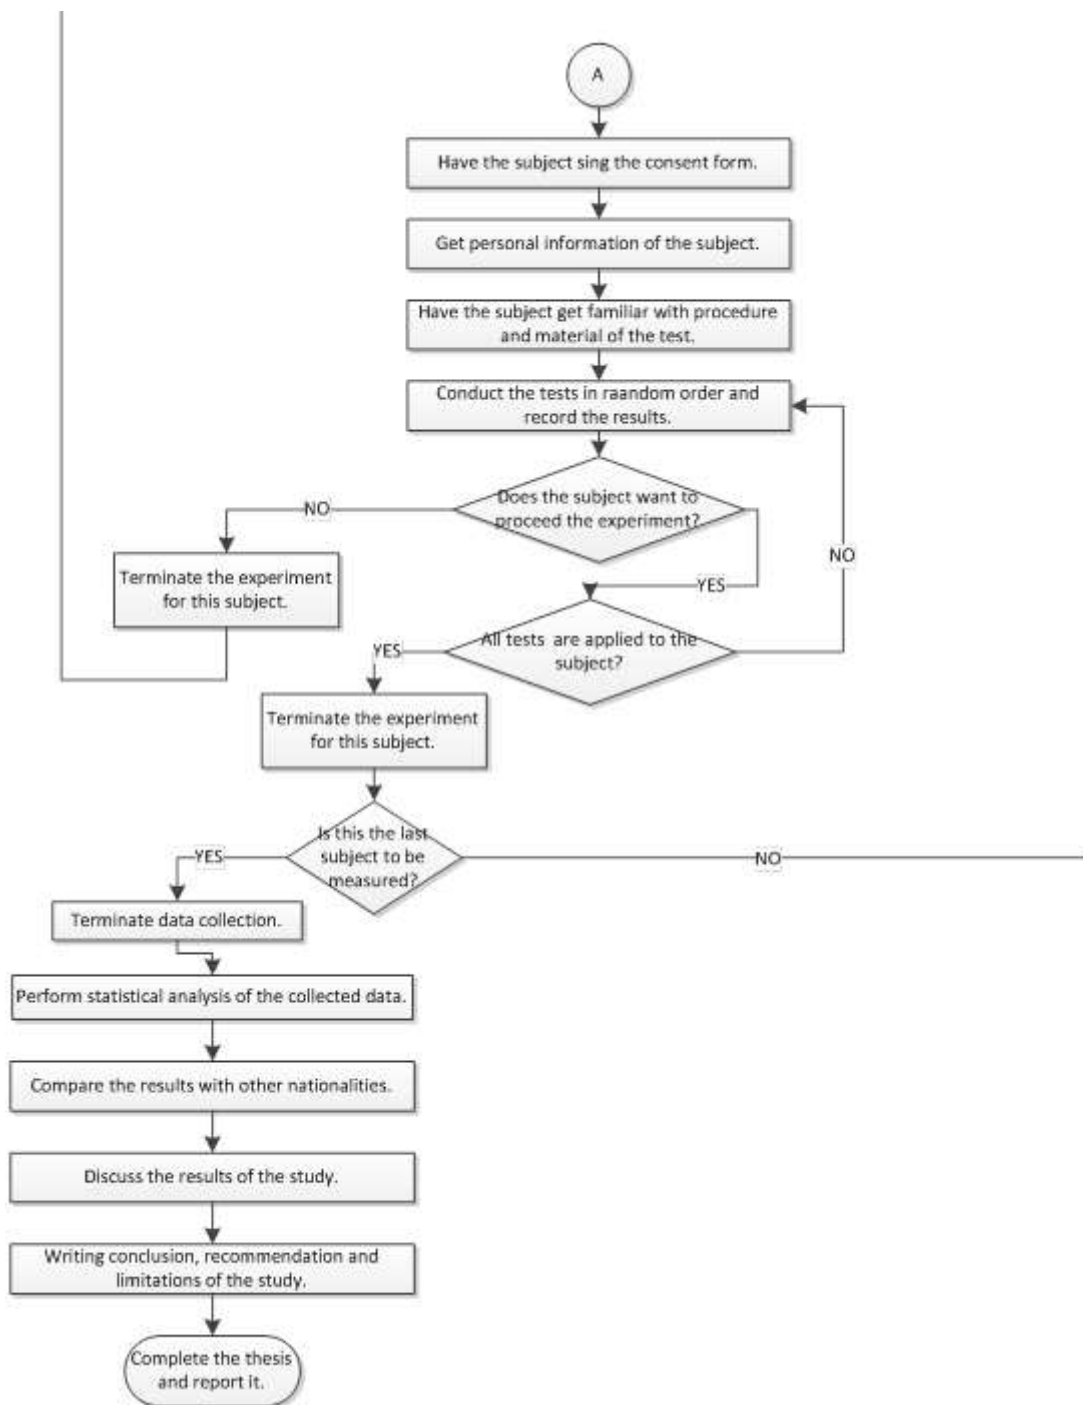 A
Have the subject sing the consent form.
Get personal information of the subject.
Have the subject get familiar with procedure
and material of the test.
Conduct the tests in raandom order and
record the results.
Does the subject want to
proceed the experiment?
NO
NO
Terminate the experiment
for this subject.
YES
All tests are applied to the
subject?
YES
Terminate the experiment
for this subject.
Is this the last
subject to be
measured?
YES
NO
Terminate data collection.
Perform statistical analysis of the collected data.
Compare the results with other nationalities.
Discuss the results of the study.
Writing conclusion, recommendation and
limitations of the study.
Complete the thesis
and report it.